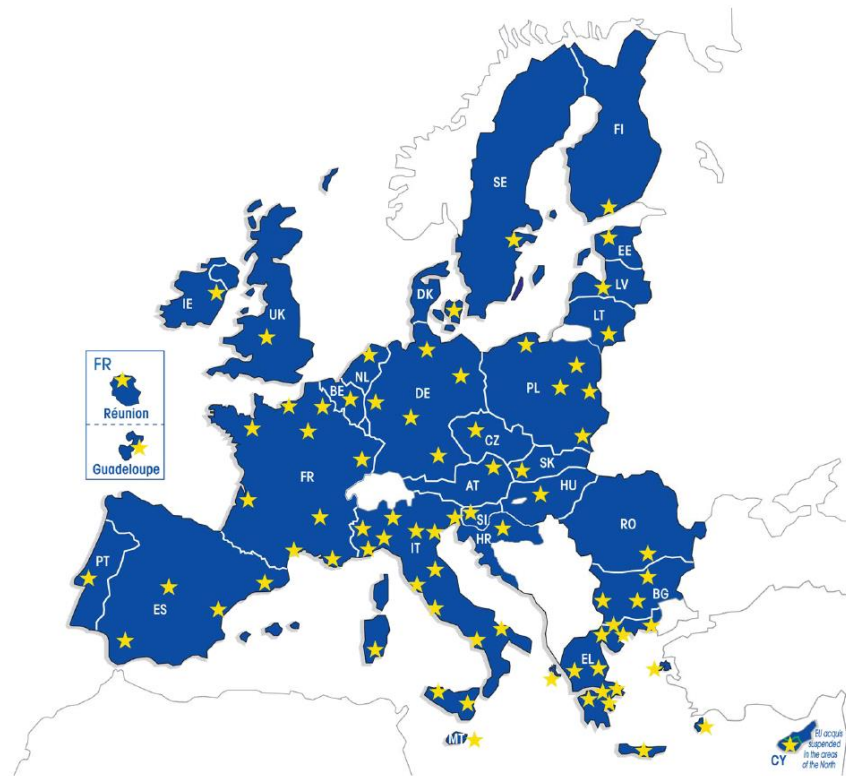 FI
SE
EE
LV
LT
DK
IE
UK
FR
Réunion
Guadeloupe
NL
BE
DE
PL
CZ
SK
FR
AT
HU
SI
HR
IT
RO
PT
ES
BG
EL
MT
CY
EU acquis
suspended
in the areas
of the North